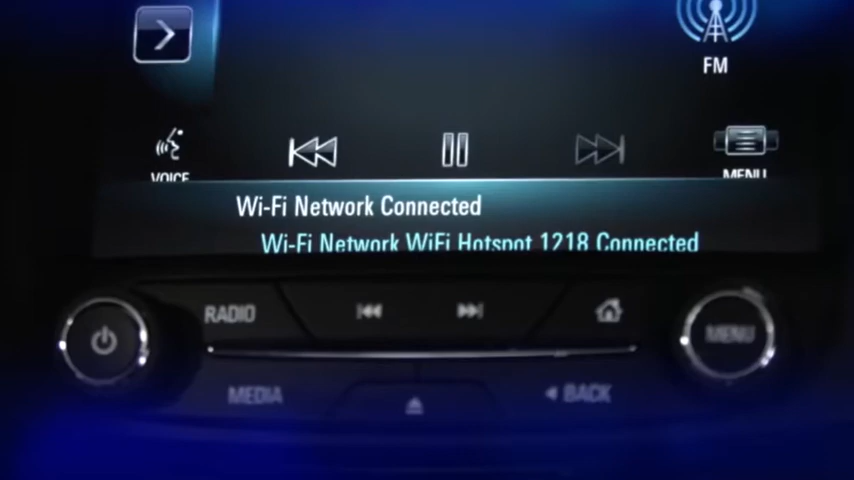 FM
VOICE
MENU
Wi-Fi Network Connected
Wi-Fi Network WiFi Hotspot 1218 Connected
RADIO
MENU
MEDIA
BACK